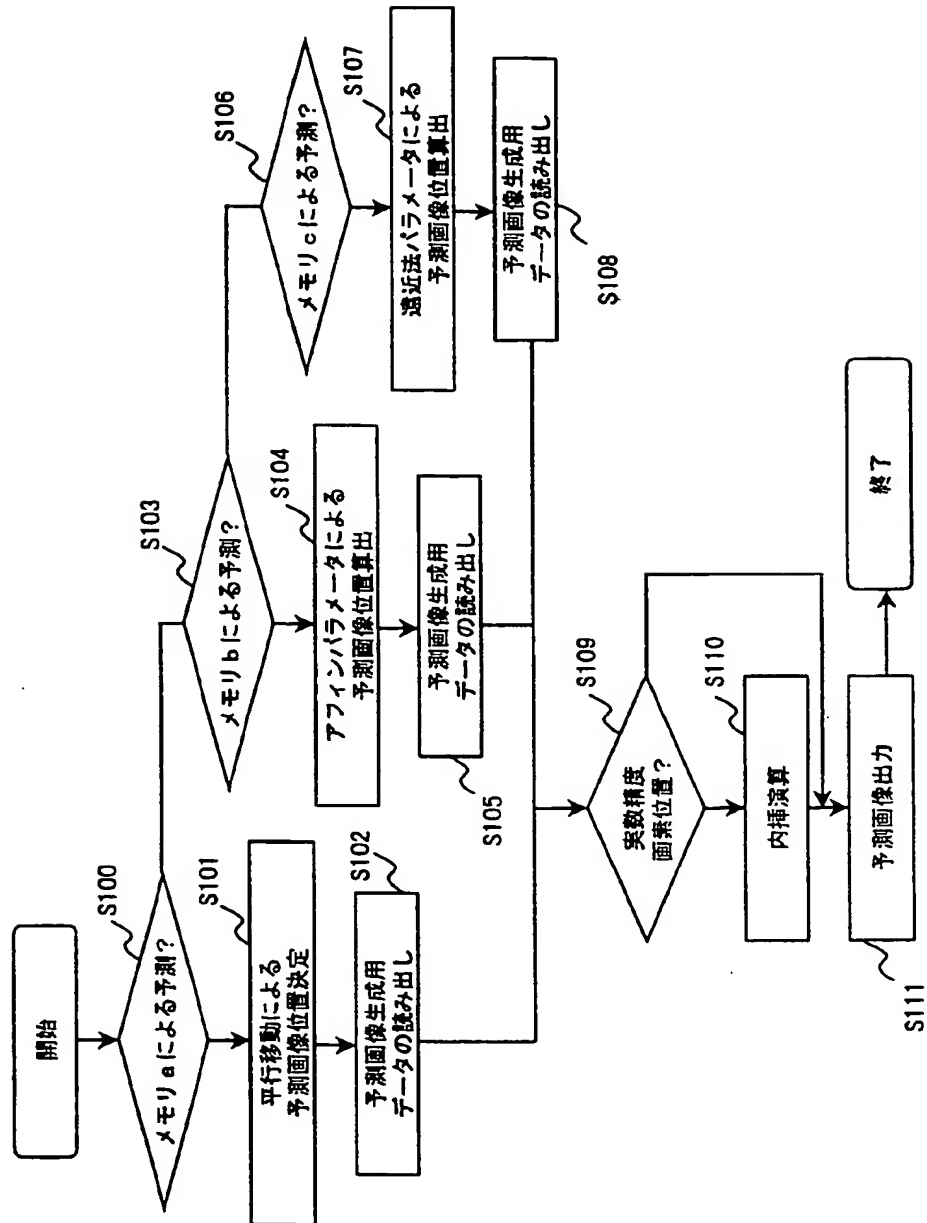 開始
S100
メモリaによる予測?
S101
平行移動による
予測画像位置決定
S102
予測画像生成用
データの読み出し
S103
メモリbによる予測?
S104
アフィンパラメータによる
予測画像位置算出
予測画像生成用
データの読み出し
S105
S106
メモリcによる予測?
S107
遠近法パラメータによる
予測画像位置算出
予測画像生成用
データの読み出し
S108
S109
実数精度
画素位置?
S110
内挿演算
予測画像出力
S111
終了